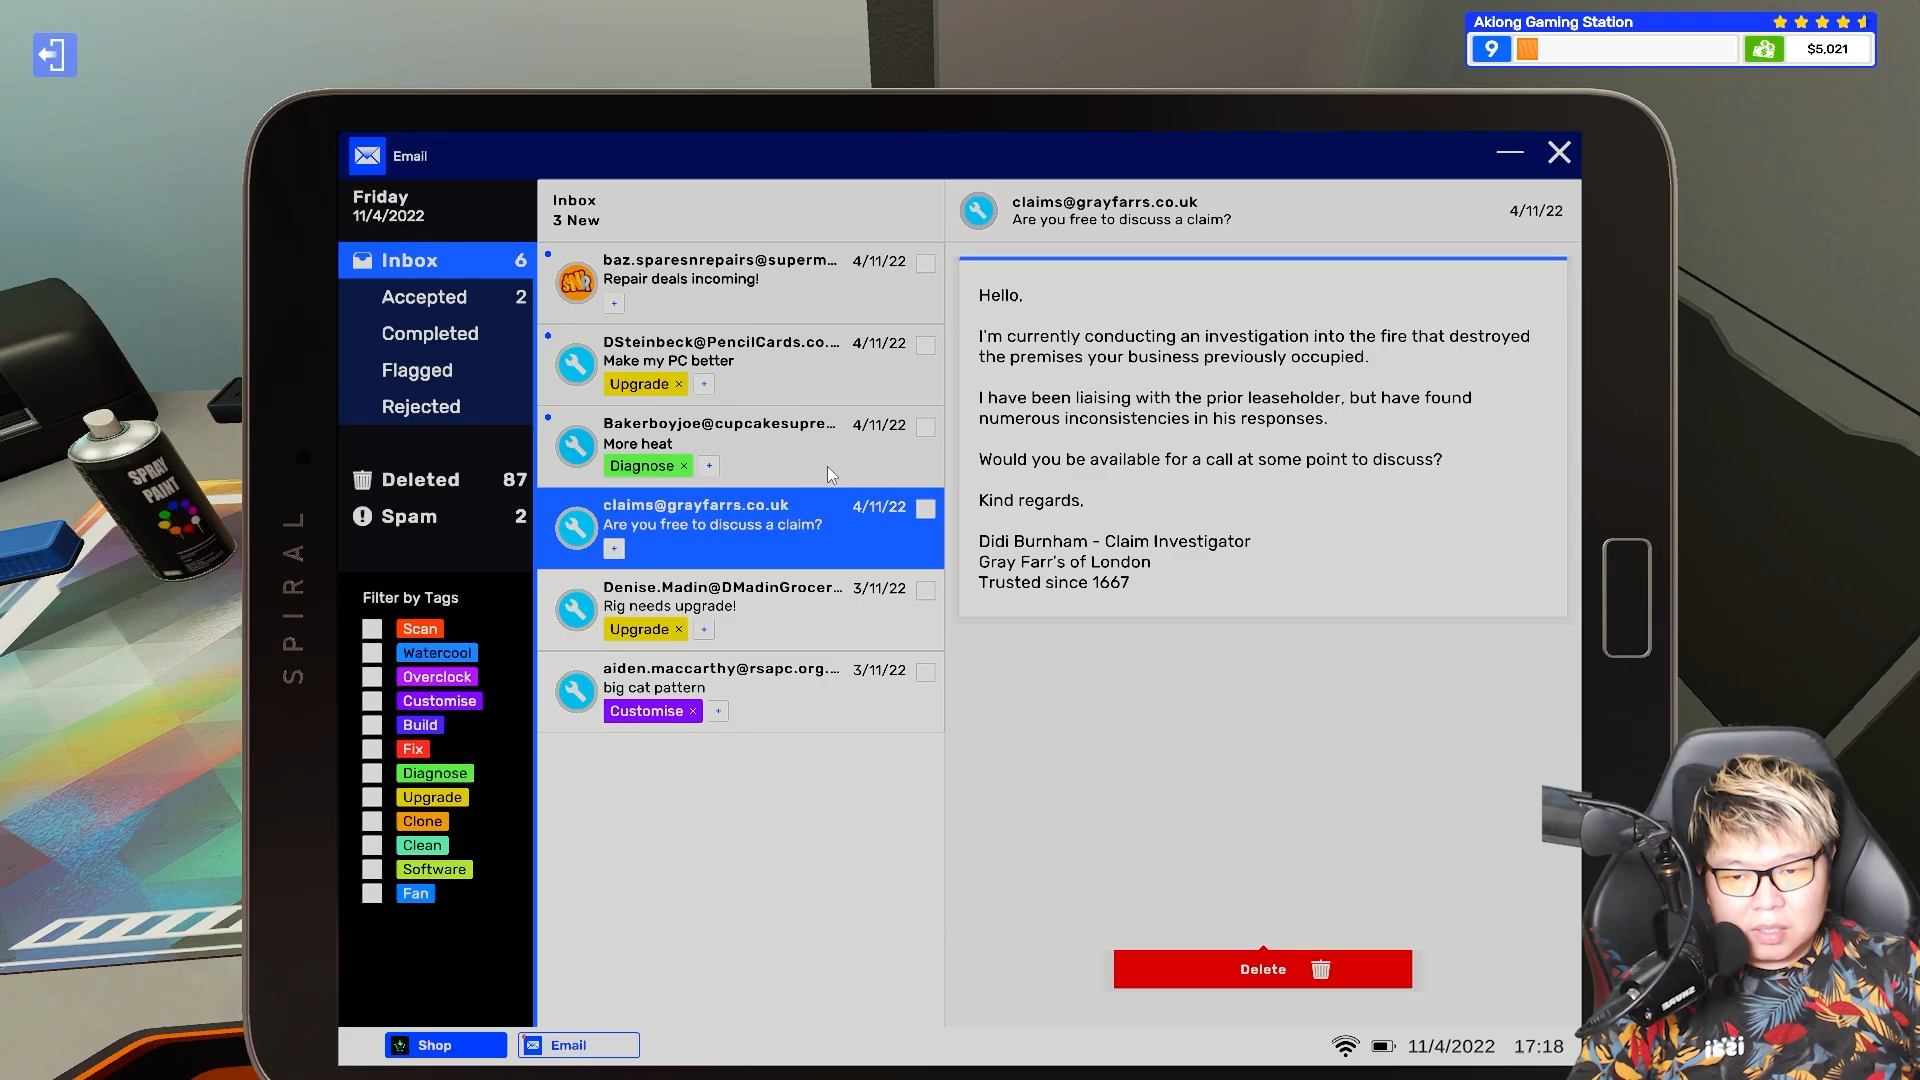 Akiong Gaming Station
9
$5,021
Email
Friday
11/4/2022
Inbox 6
Accepted 2
Completed
Flagged
Rejected
Deleted 87
Spam 2
Filter by Tags
Scan
Watercool
Overclock
Customise
Build
Fix
Diagnose
Upgrade
Clone
Clean
Software
Fan
Inbox
3 New
baz.sparesnrepairs@superm... 4/11/22
Repair deals incoming!
+
DSteinbeck@PencilCards.co.... 4/11/22
Make my PC better
Upgrade × +
Bakerboyjoe@cupcakesupre... 4/11/22
More heat
Diagnose × +
claims@grayfarrs.co.uk 4/11/22
Are you free to discuss a claim?
+
Denise.Madin@DMadinGrocer... 3/11/22
Rig needs upgrade!
Upgrade × +
aiden.maccarthy@rsapc.org.... 3/11/22
big cat pattern
Customise × +
claims@grayfarrs.co.uk
Are you free to discuss a claim?
4/11/22
Hello,
I'm currently conducting an investigation into the fire that destroyed
the premises your business previously occupied.
I have been liaising with the prior leaseholder, but have found
numerous inconsistencies in his responses.
Would you be available for a call at some point to discuss?
Kind regards,
Didi Burnham - Claim Investigator
Gray Farr's of London
Trusted since 1667
Delete
Shop
Email
11/4/2022 17:18
SPIRAL
SPRAY
PAINT
SNR